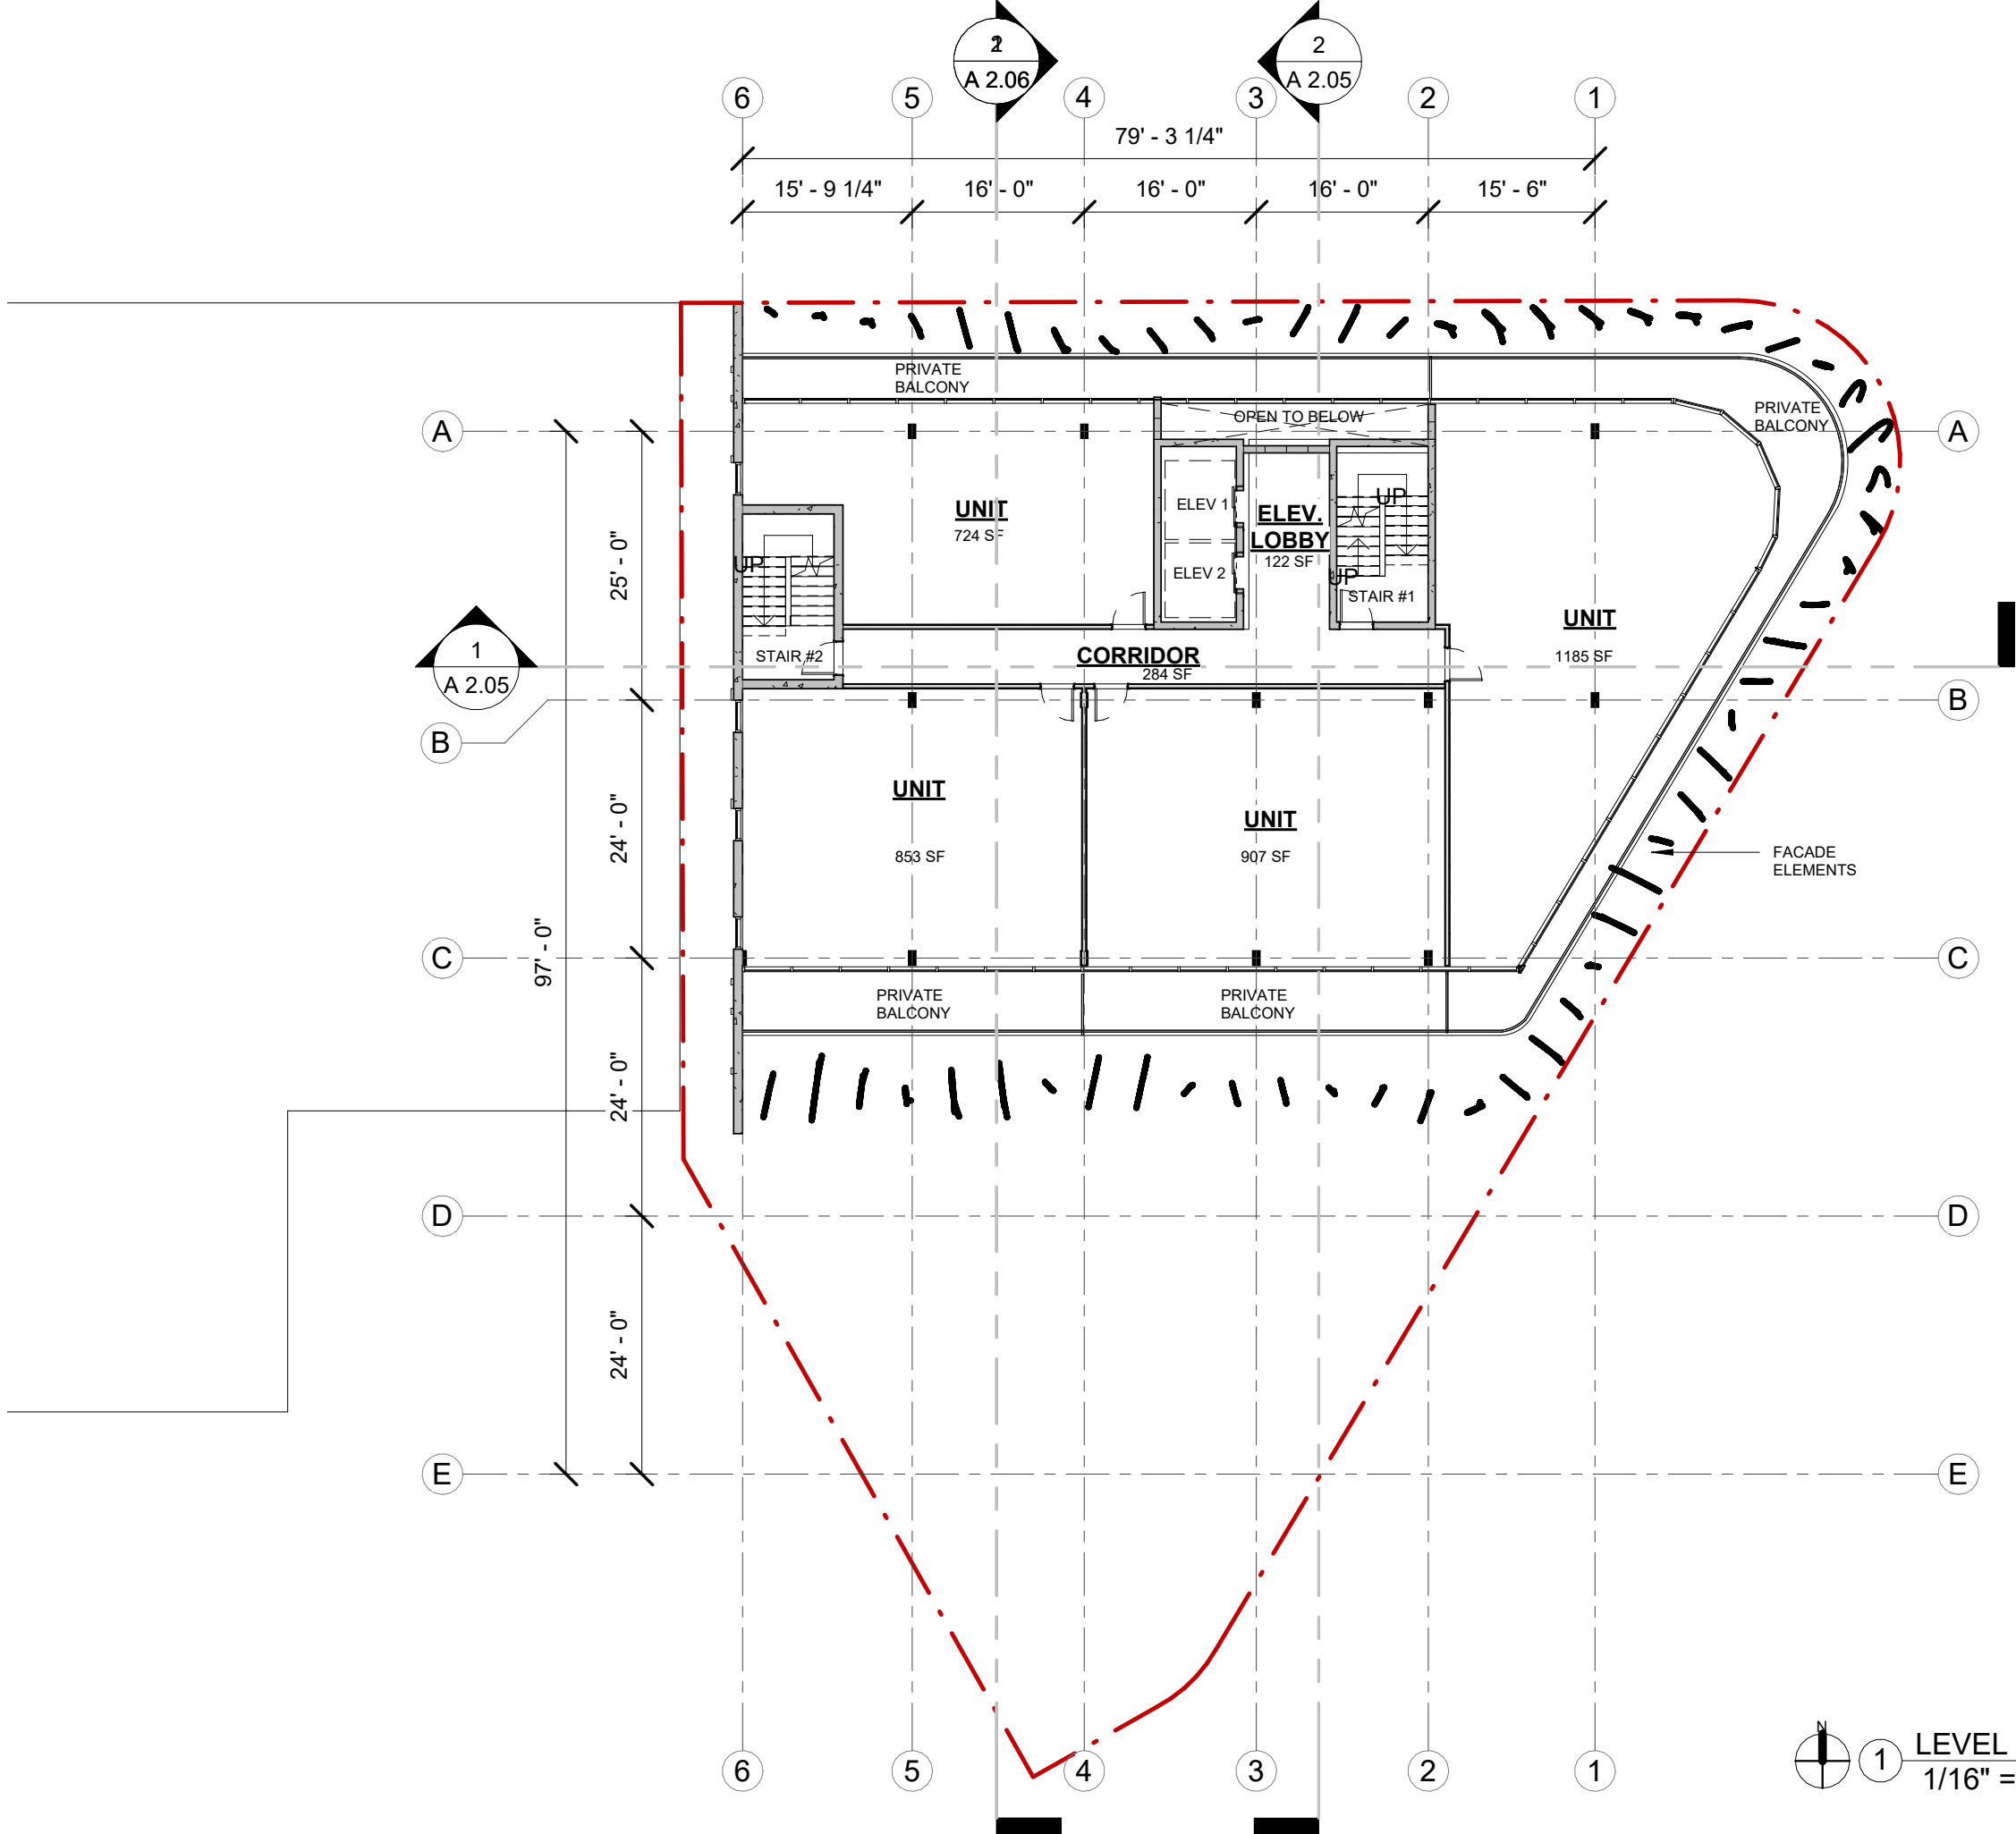 2
A 2.06
2
A 2.05
6
5
4
3
2
1
79' - 3 1/4"
15' - 9 1/4"
16' - 0"
16' - 0"
16' - 0"
15' - 6"
PRIVATE
BALCONY
PRIVATE
BALCONY
OPEN TO BELOW
A
A
UNIT
724 SF
ELEV 1
ELEV.
LOBBY
122 SF
UP
ELEV 2
UP
UP
STAIR #1
25' - 0"
UNIT
1185 SF
1
A 2.05
STAIR #2
CORRIDOR
284 SF
B
B
UNIT
853 SF
UNIT
907 SF
24' - 0"
FACADE
ELEMENTS
97' - 0"
C
C
PRIVATE
BALCONY
PRIVATE
BALCONY
24' - 0"
D
D
24' - 0"
E
E
6
5
4
3
2
1
N
1
LEVEL
1/16" =